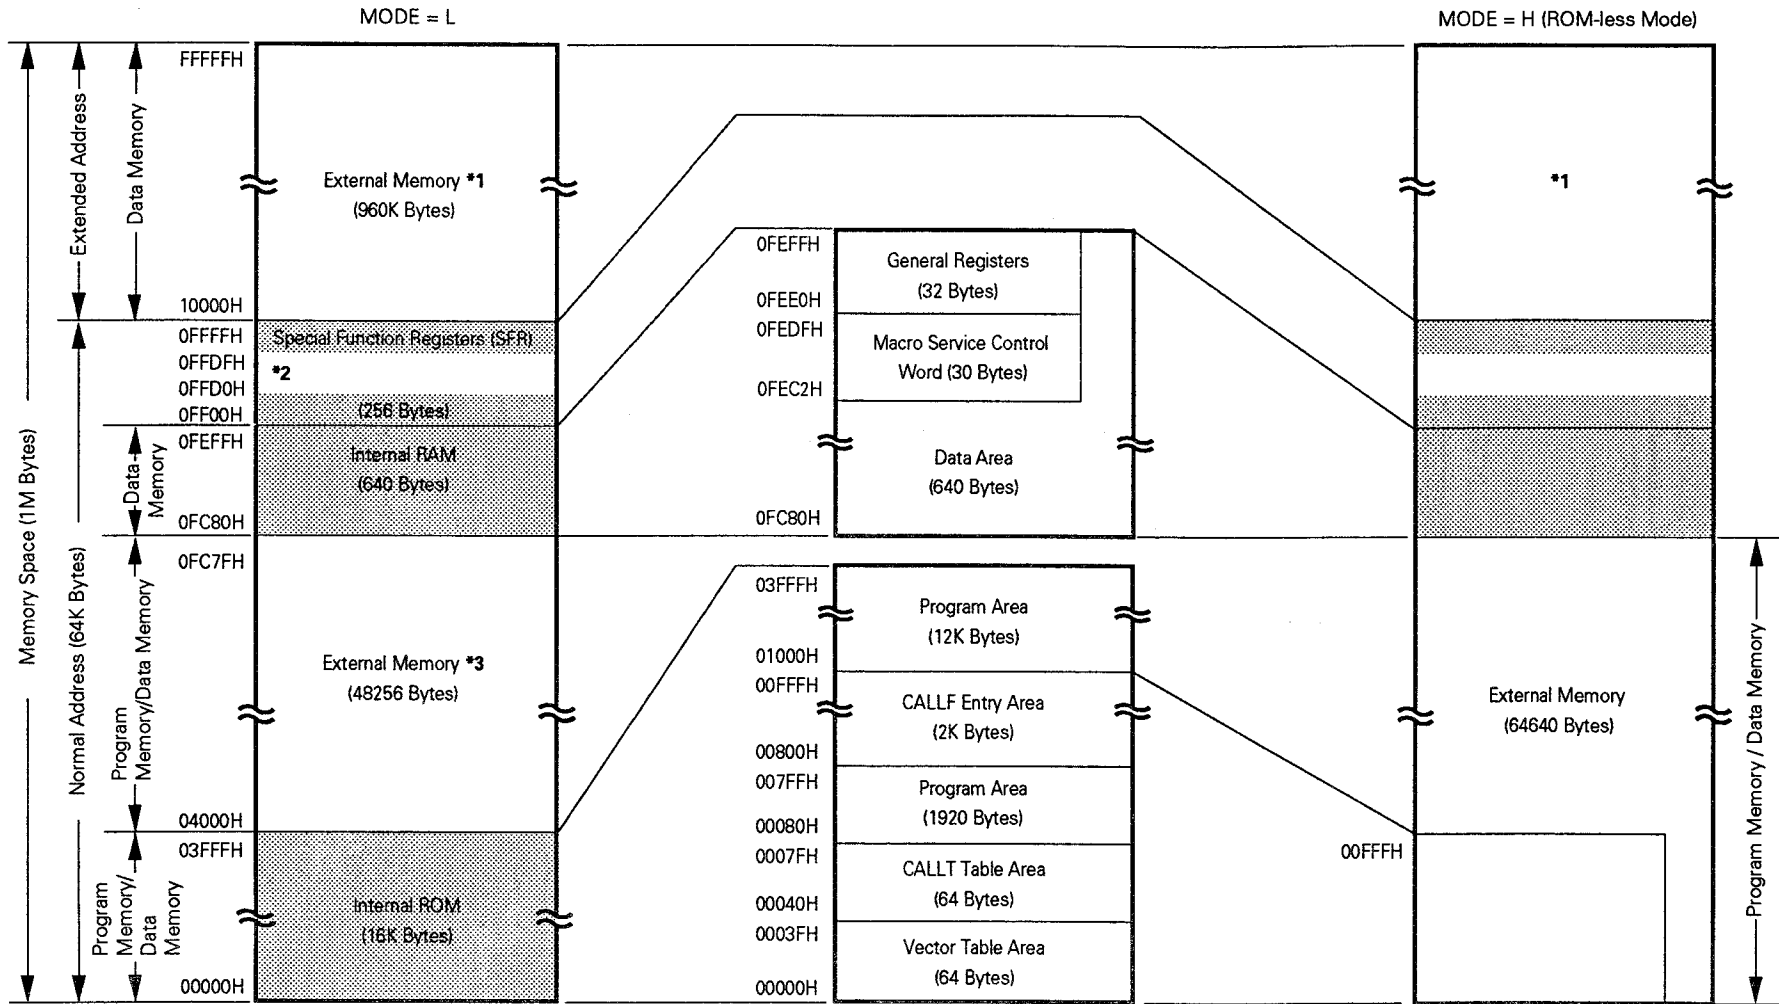 MODE = L
MODE = H (ROM-less Mode)
Memory Space (1M Bytes)
Extended Address
Normal Address (64K Bytes)
Data Memory
Data
Memory
Program
Memory/Data Memory
Program
Memory/
Data
Memory
FFFFFH
External Memory *1
(960K Bytes)
10000H
0FFFFH
Special Function Registers (SFR)
0FFDFH
*2
0FFD0H
0FF00H
(256 Bytes)
0FEFFH
Internal RAM
(640 Bytes)
0FC80H
0FC7FH
External Memory *3
(48256 Bytes)
04000H
03FFFH
Internal ROM
(16K Bytes)
00000H
0FEFFH
General Registers
(32 Bytes)
0FEE0H
0FEDFH
Macro Service Control
Word (30 Bytes)
0FEC2H
Data Area
(640 Bytes)
0FC80H
03FFFH
Program Area
(12K Bytes)
01000H
00FFFH
CALLF Entry Area
(2K Bytes)
00800H
007FFH
Program Area
(1920 Bytes)
00080H
0007FH
CALLT Table Area
(64 Bytes)
00040H
0003FH
Vector Table Area
(64 Bytes)
00000H
*1
External Memory
(64640 Bytes)
00FFFH
Program Memory / Data Memory